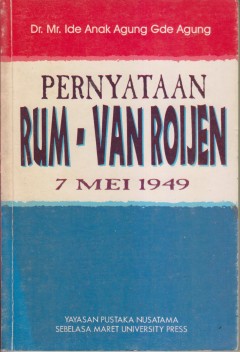 Dr. Mr. Ide Anak Agung Gde Agung
PERNYATAAN
RUM - VAN ROIJEN
7 MEI 1949
YAYASAN PUSTAKA NUSATAMA
SEBELAS MARET UNIVERSITY PRESS